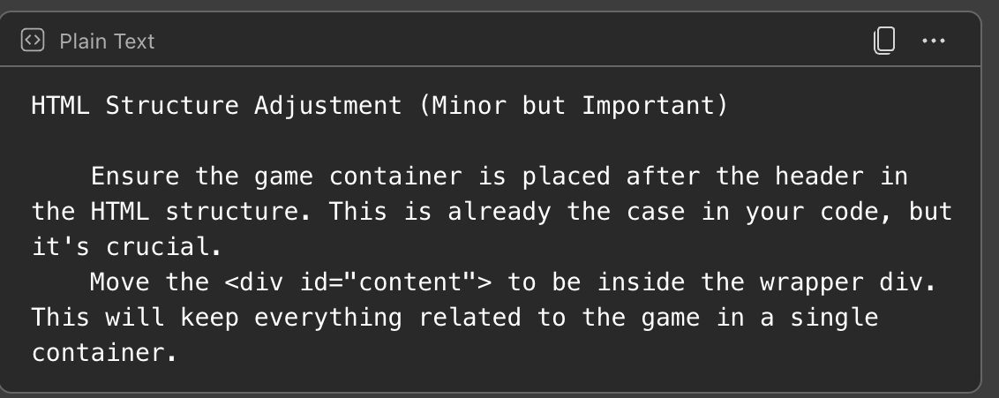 Plain Text
HTML Structure Adjustment (Minor but Important)
Ensure the game container is placed after the header in
the HTML structure. This is already the case in your code, but
it's crucial.
Move the <div id="content"> to be inside the wrapper div.
This will keep everything related to the game in a single
container.